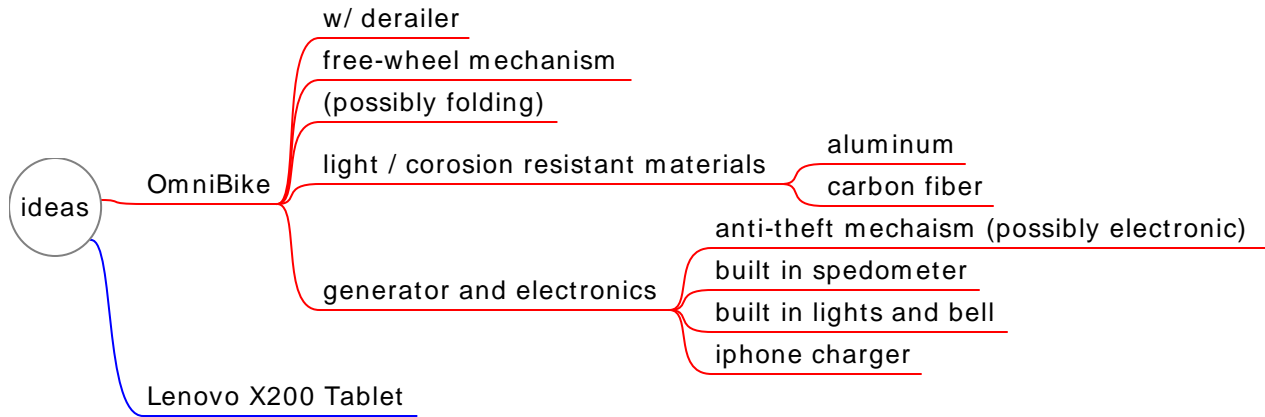 w/ derailer
free-wheel mechanism
(possibly folding)
aluminum
light / corosion resistant materials
OmniBike
carbon fiber
ideas
anti-theft mechaism (possibly electronic)
built in spedometer
generator and electronics
built in lights and bell
iphone charger
Lenovo X200 Tablet